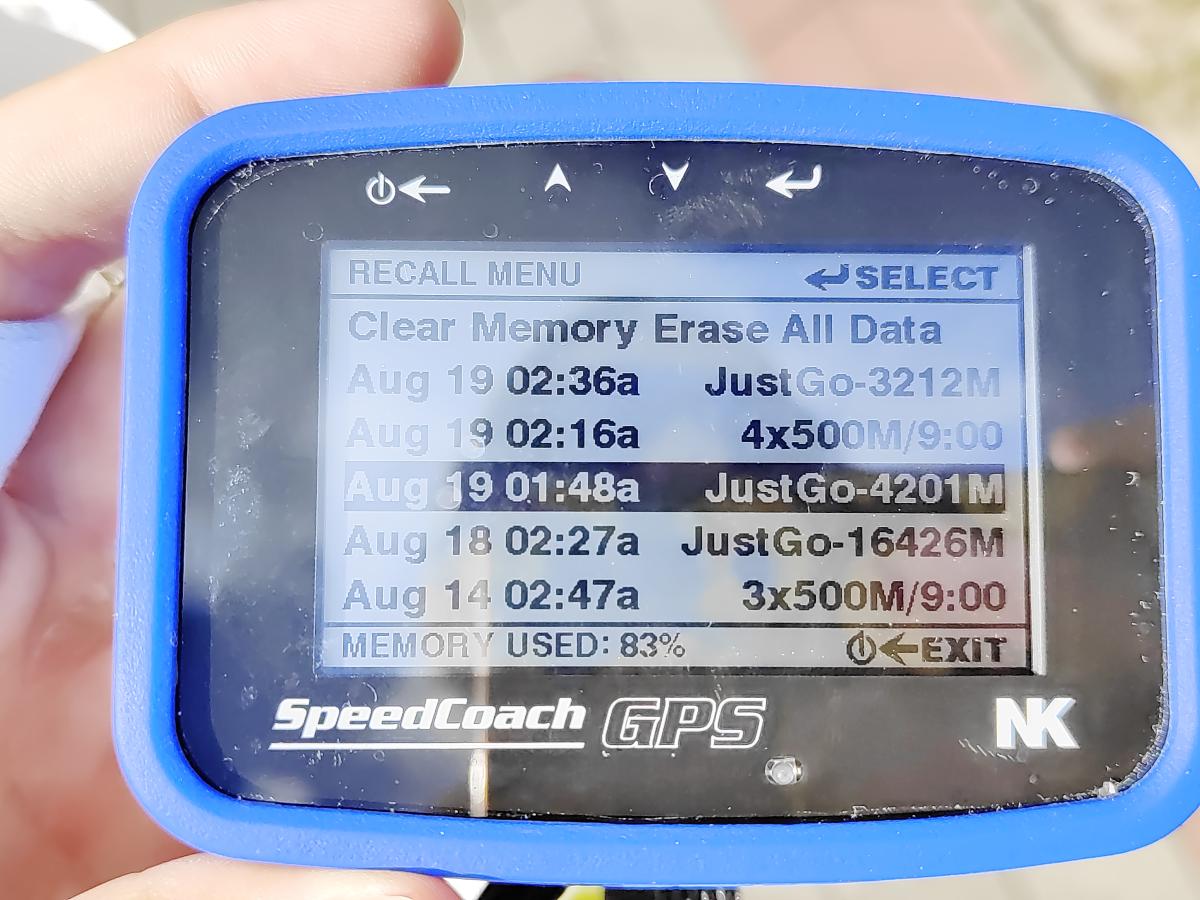 RECALL MENU SELECT
Clear Memory Erase All Data
Aug 19 02:36a JustGo-3212M
Aug 19 02:16a 4x500M/9:00
Aug 19 01:48a JustGo-4201M
Aug 18 02:27a JustGo-16426M
Aug 14 02:47a 3x500M/9:00
MEMORY USED: 83% EXIT
SpeedCoach GPS NK